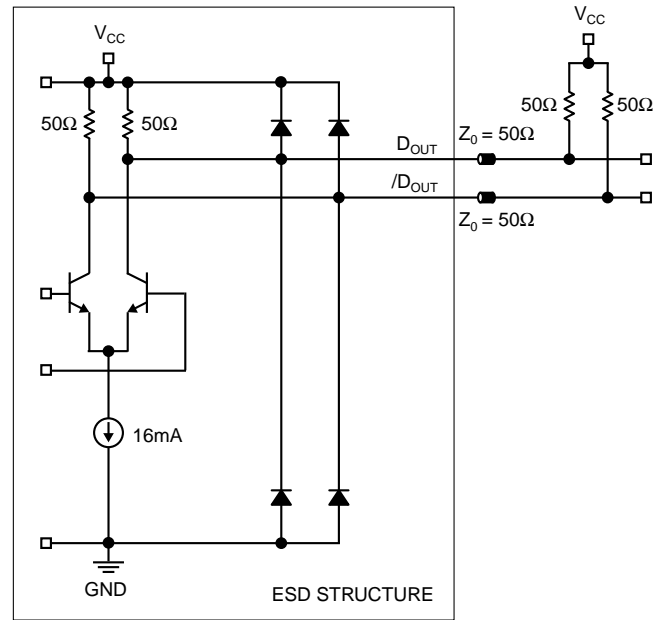 VCC
VCC
50Ω
50Ω
50Ω
50Ω
DOUT
Z0 = 50Ω
/DOUT
Z0 = 50Ω
16mA
GND
ESD STRUCTURE